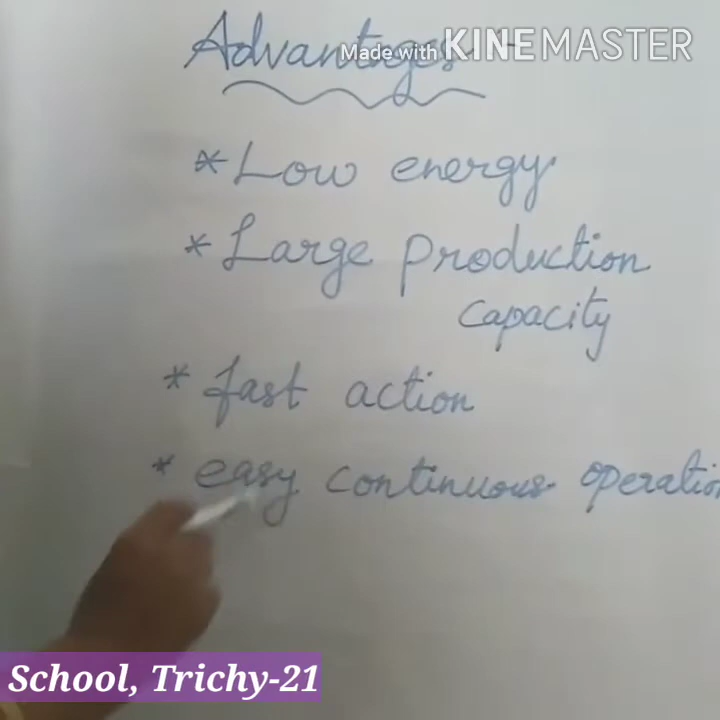 Advantages -
Made with KINEMASTER
* Low energy
* Large production
capacity
* fast action
* easy continuous operation
School, Trichy-21